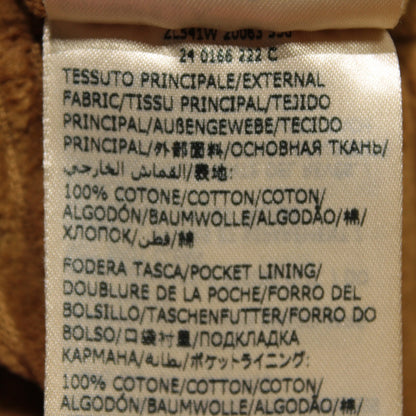 24 0166 222 C
TESSUTO PRINCIPALE/EXTERNAL
FABRIC/TISSU PRINCIPAL/TEJIDO
PRINCIPAL/AUßENGEWEBE/TECIDO
PRINCIPAL/外部面料/ОСНОВНАЯ ТКАНЬ/
القماش الخارجي/表地:
100% COTONE/COTTON/COTON/
ALGODÓN/BAUMWOLLE/ALGODÃO/棉/
ХЛОПОК/قطن/綿
FODERA TASCA/POCKET LINING/
DOUBLURE DE LA POCHE/FORRO DEL
BOLSILLO/TASCHENFUTTER/FORRO DO
BOLSO/口袋衬里/ПОДКЛАДКА
КАРМАНА/بطانة/ポケットライニング:
100% COTONE/COTTON/COTON/
ALGODÓN/BAUMWOLLE/ALGODÃO/棉/